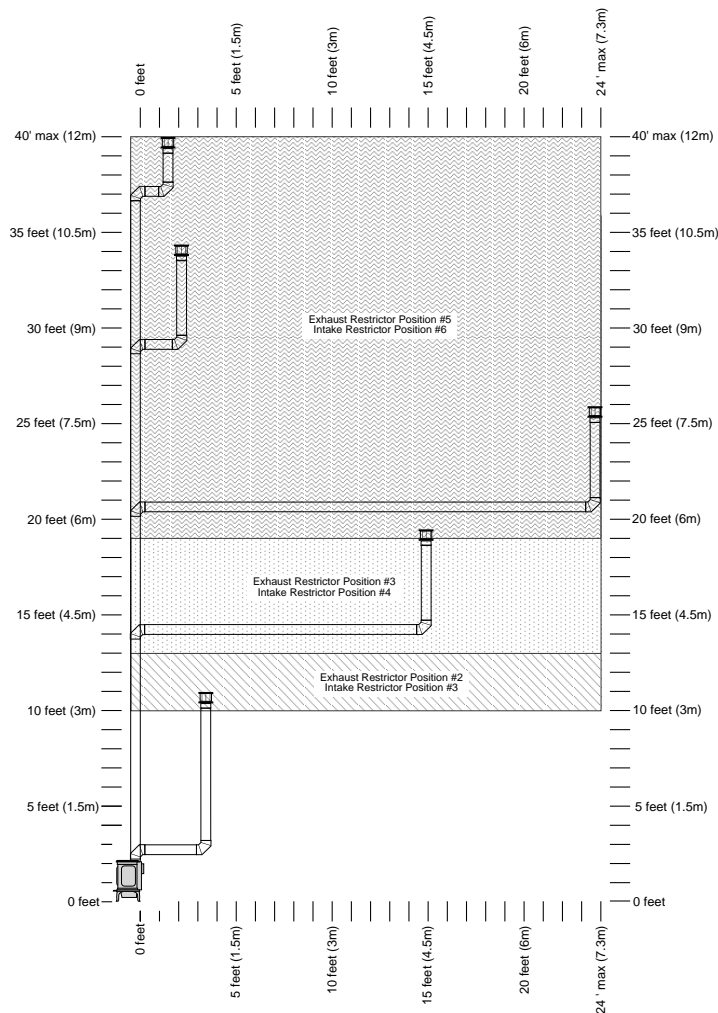 0 feet
5 feet (1.5m)
10 feet (3m)
15 feet (4.5m)
20 feet (6m)
24 ' max (7.3m)
40' max (12m)
40' max (12m)
35 feet (10.5m)
35 feet (10.5m)
Exhaust Restrictor Position #5
Intake Restrictor Position #6
30 feet (9m)
30 feet (9m)
25 feet (7.5m)
25 feet (7.5m)
20 feet (6m)
20 feet (6m)
Exhaust Restrictor Position #3
Intake Restrictor Position #4
15 feet (4.5m)
15 feet (4.5m)
Exhaust Restrictor Position #2
Intake Restrictor Position #3
10 feet (3m)
10 feet (3m)
5 feet (1.5m)
5 feet (1.5m)
0 feet
0 feet
0 feet
5 feet (1.5m)
10 feet (3m)
15 feet (4.5m)
20 feet (6m)
24 ' max (7.3m)